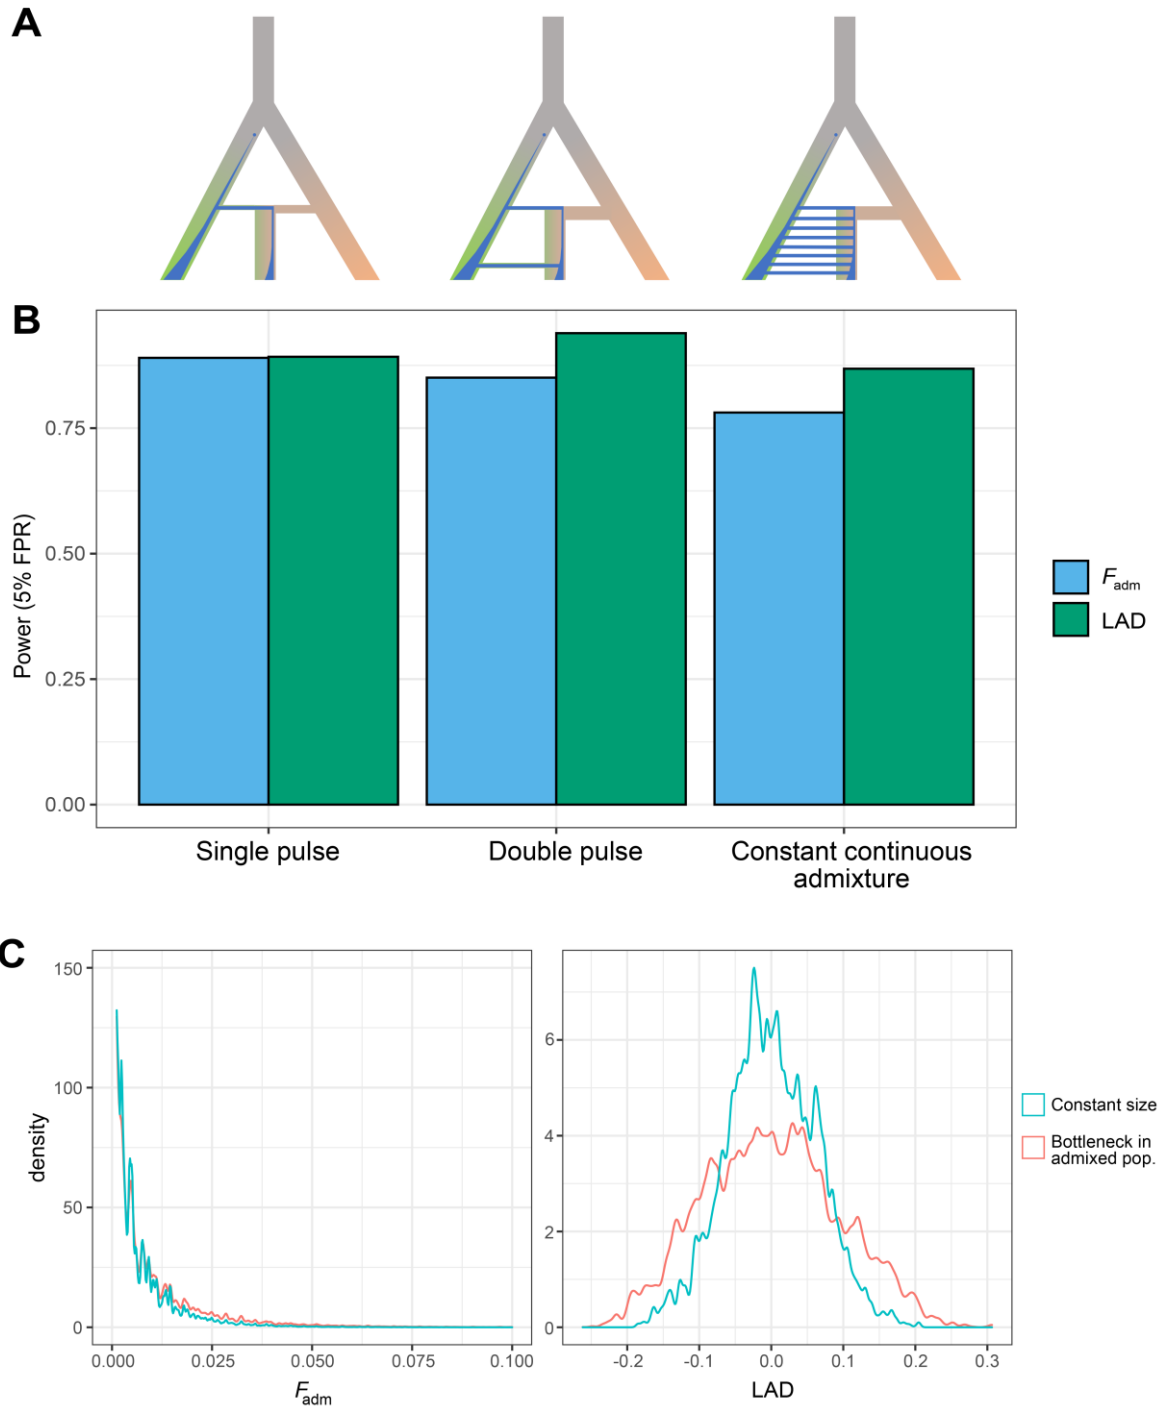 A
B
Power (5% FPR)
0.75
0.50
0.25
0.00
Single pulse
Double pulse
Constant continuous
admixture
Fadm
LAD
C
density
150
100
50
0
0.000
0.025
0.050
0.075
0.100
Fadm
6
4
2
0
-0.2
-0.1
0.0
0.1
0.2
0.3
LAD
Constant size
Bottleneck in
admixed pop.